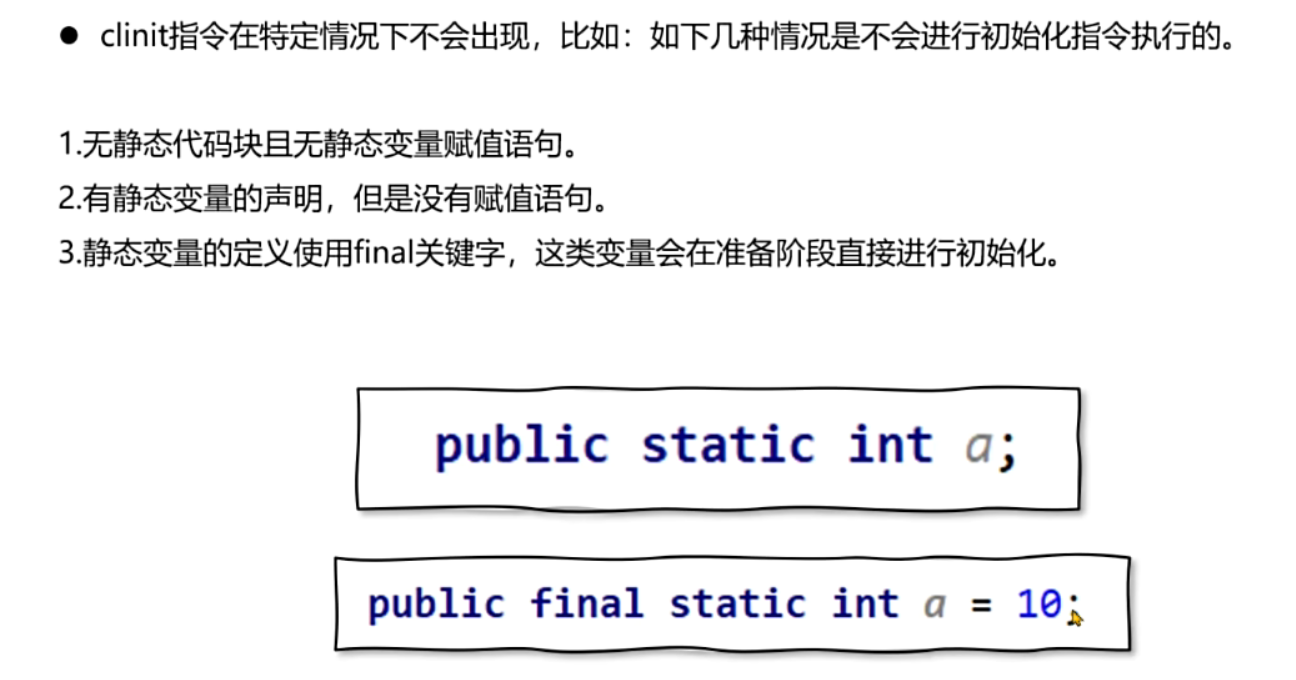 ● clinit指令在特定情况下不会出现，比如：如下几种情况是不会进行初始化指令执行的。
1.无静态代码块且无静态变量赋值语句。
2.有静态变量的声明，但是没有赋值语句。
3.静态变量的定义使用final关键字，这类变量会在准备阶段直接进行初始化。
public static int a;
public final static int a = 10;